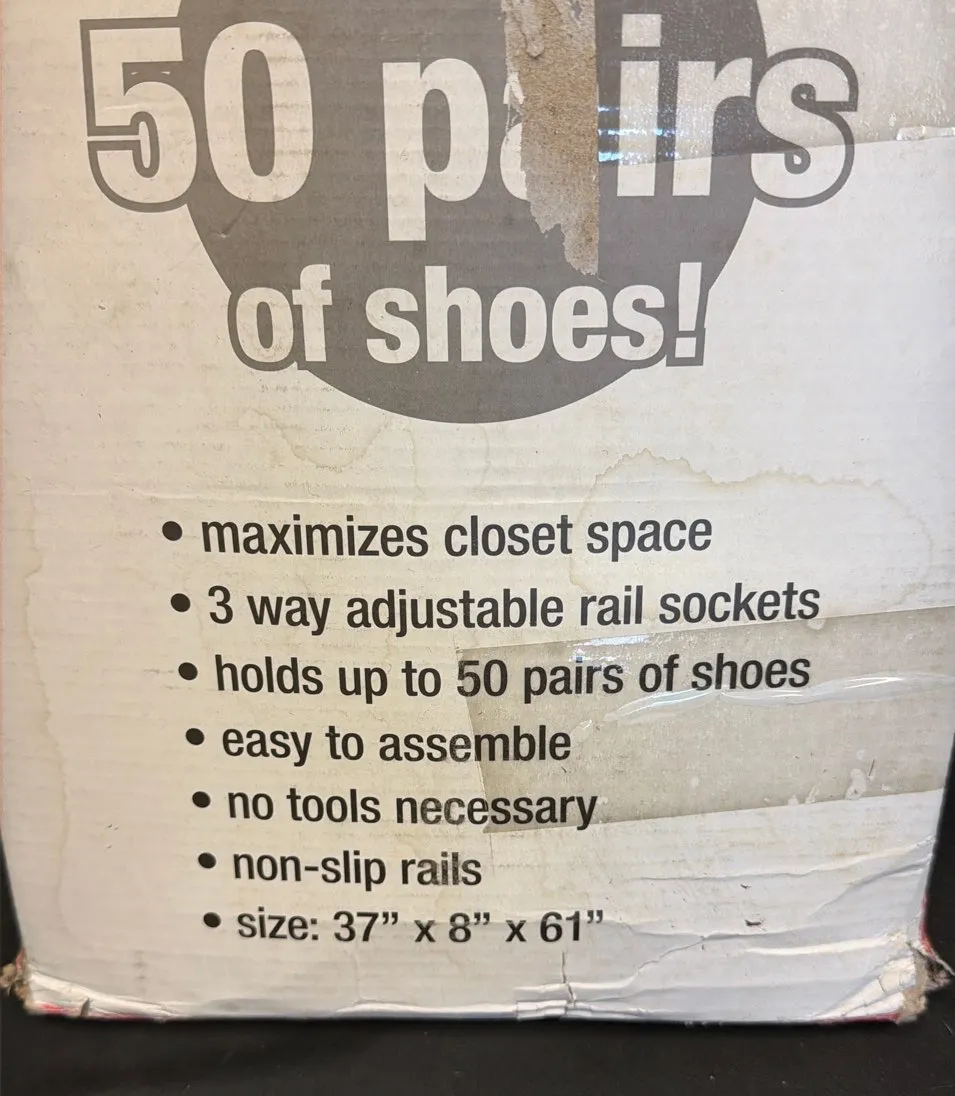 50 pairs
of shoes!
• maximizes closet space
• 3 way adjustable rail sockets
• holds up to 50 pairs of shoes
• easy to assemble
• no tools necessary
• non-slip rails
• size: 37” x 8” x 61”